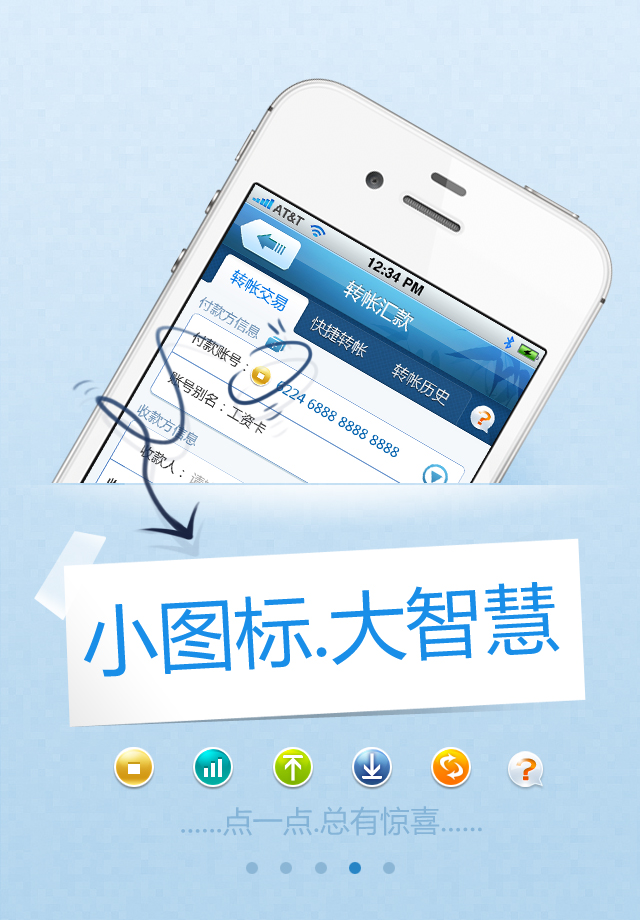 AT&T
12:34 PM
转帐汇款
转帐交易
快捷转帐
转帐历史
付款方信息
付款账号：
6224 6888 8888 8888
账号别名：工资卡
收款方信息
收款人：
小图标.大智慧
......点一点.总有惊喜......